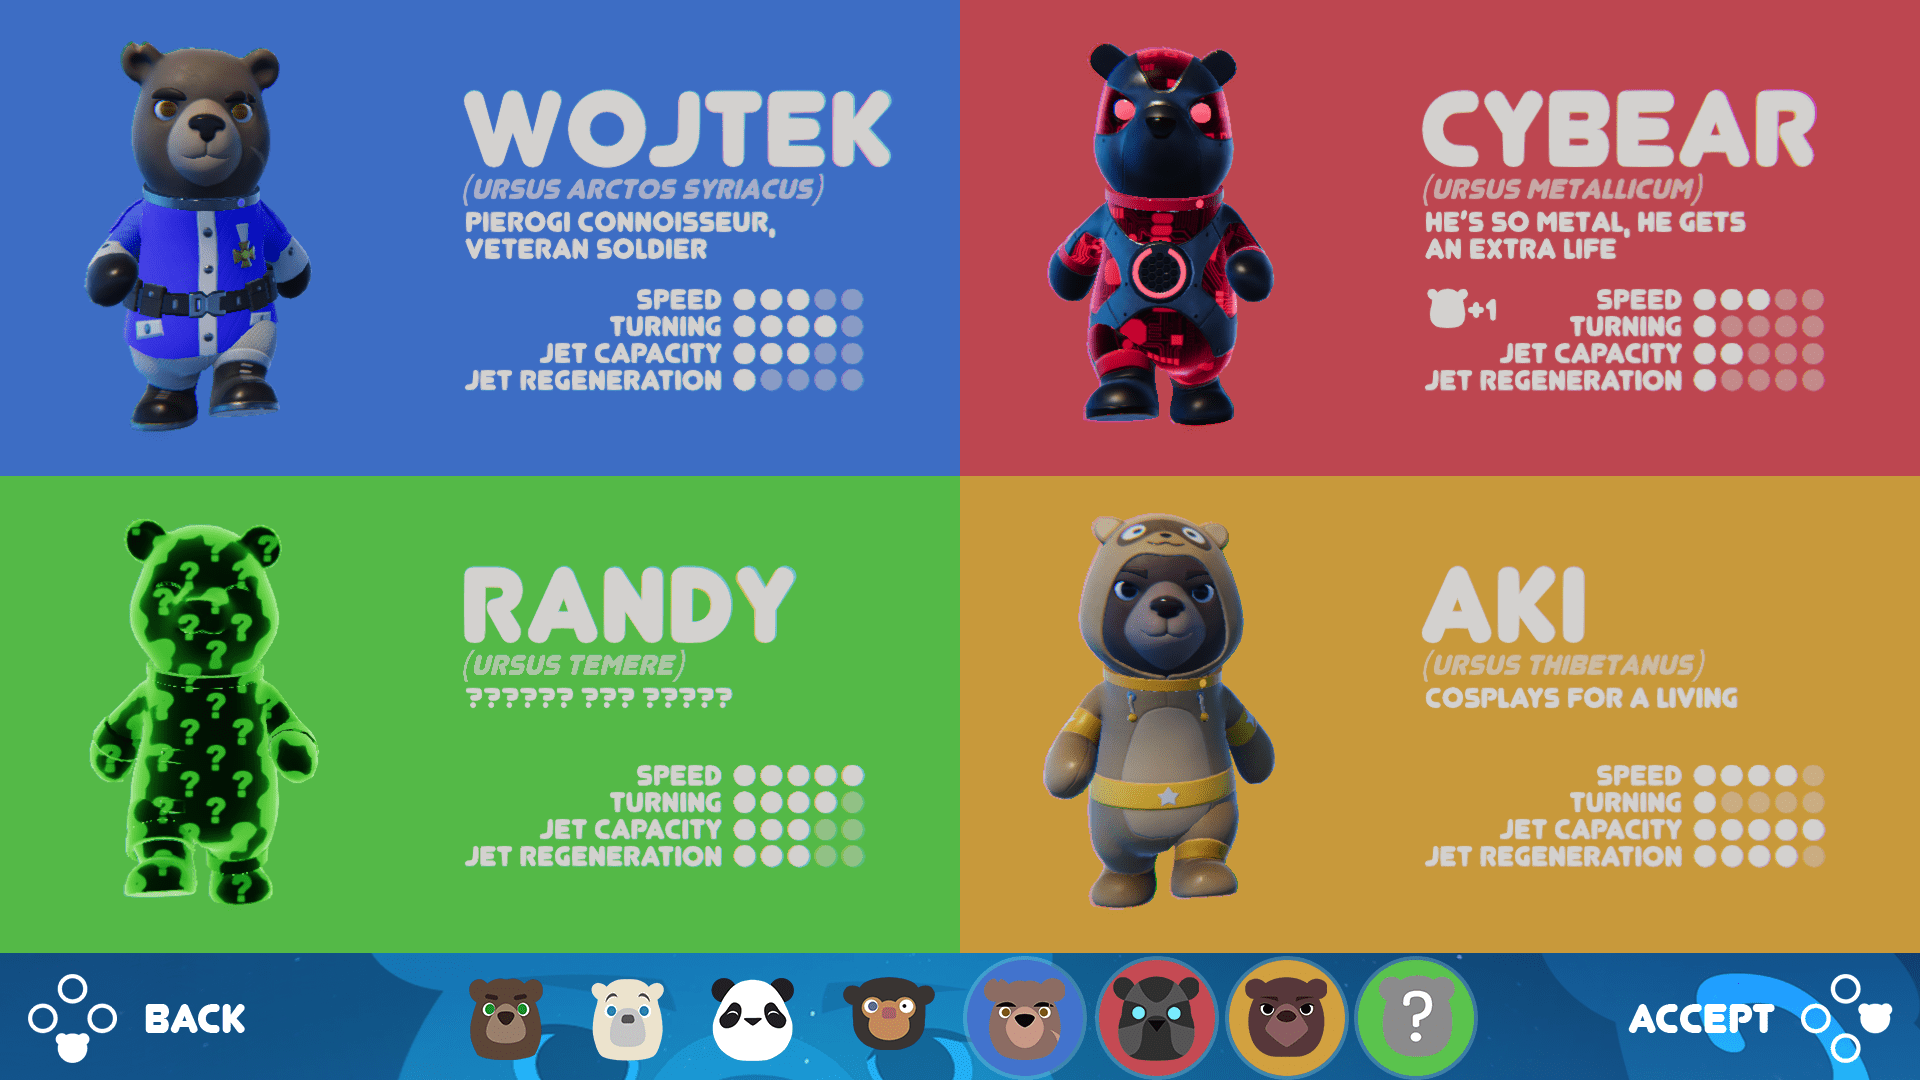 WOJTEK
(URSUS ARCTOS SYRIACUS)
PIEROGI CONNOISSEUR,
VETERAN SOLDIER
SPEED
TURNING
JET CAPACITY
JET REGENERATION
CYBEAR
(URSUS METALLICUM)
HE'S SO METAL, HE GETS
AN EXTRA LIFE
+1
SPEED
TURNING
JET CAPACITY
JET REGENERATION
RANDY
(URSUS TEMERE)
?????? ??? ?????
SPEED
TURNING
JET CAPACITY
JET REGENERATION
AKI
(URSUS THIBETANUS)
COSPLAYS FOR A LIVING
SPEED
TURNING
JET CAPACITY
JET REGENERATION
BACK
?
ACCEPT